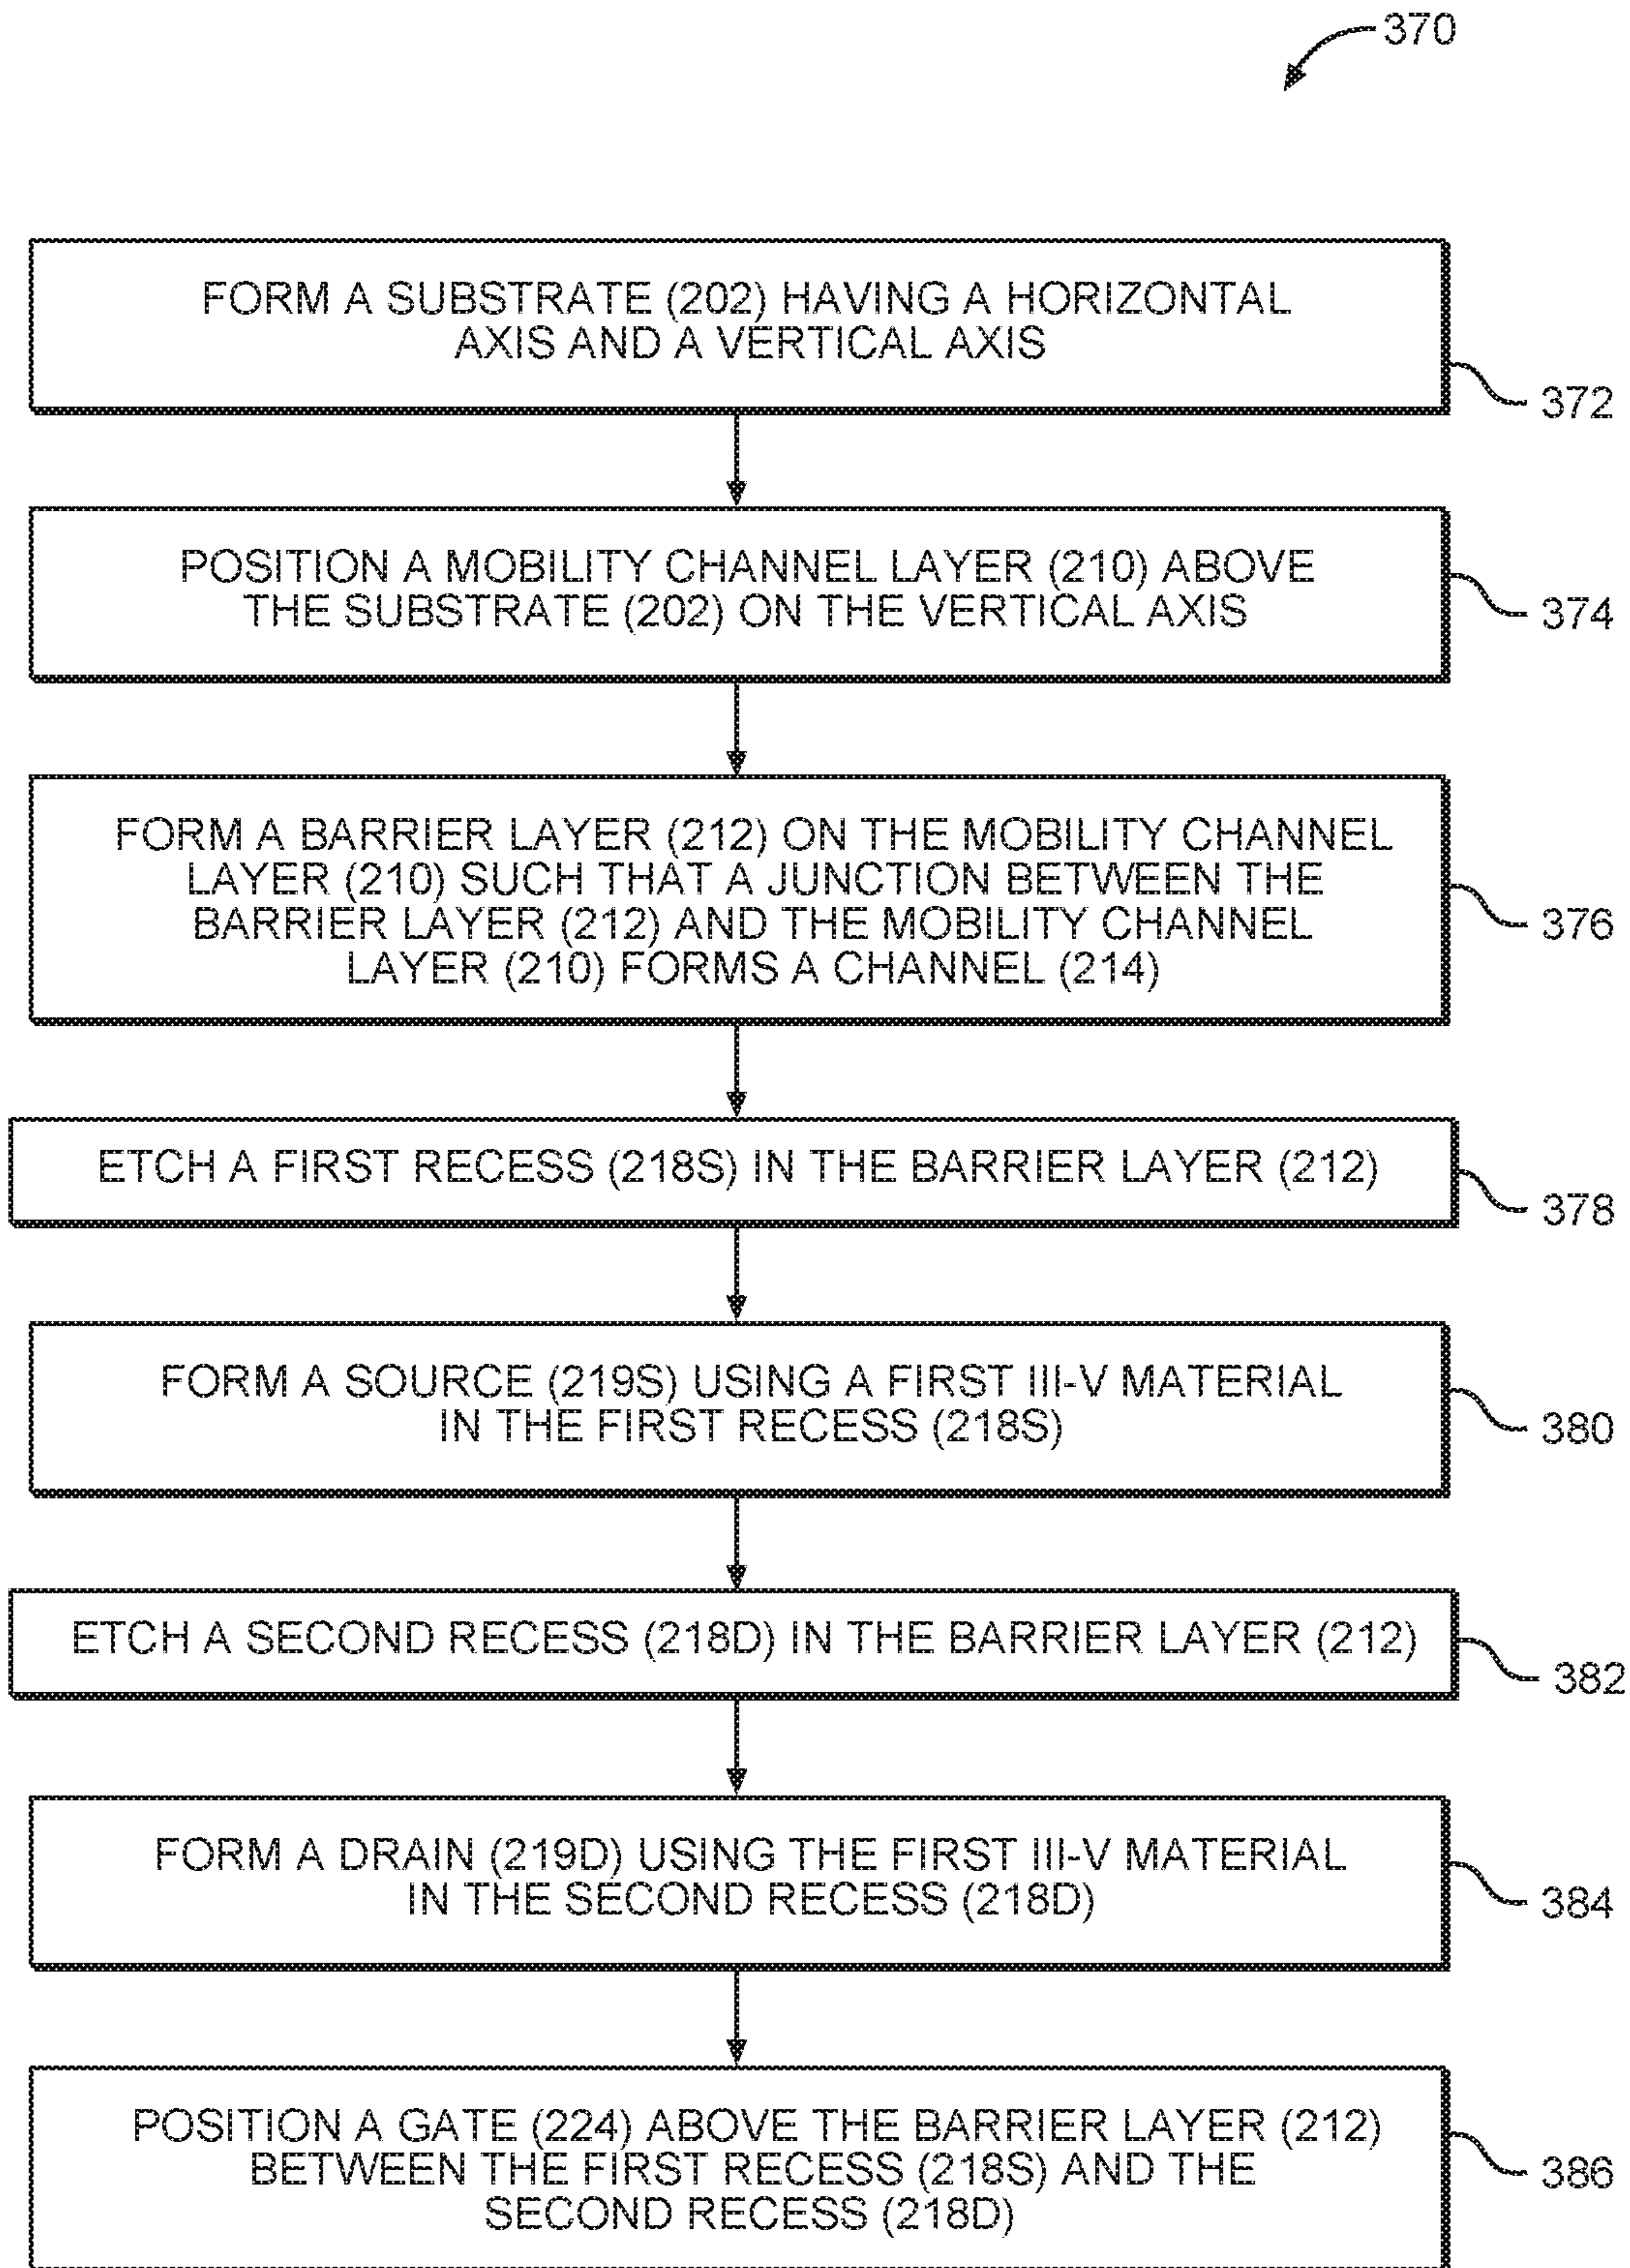 370
FORM A SUBSTRATE (202) HAVING A HORIZONTAL
AXIS AND A VERTICAL AXIS
372
POSITION A MOBILITY CHANNEL LAYER (210) ABOVE
THE SUBSTRATE (202) ON THE VERTICAL AXIS
374
FORM A BARRIER LAYER (212) ON THE MOBILITY CHANNEL
LAYER (210) SUCH THAT A JUNCTION BETWEEN THE
BARRIER LAYER (212) AND THE MOBILITY CHANNEL
LAYER (210) FORMS A CHANNEL (214)
376
ETCH A FIRST RECESS (218S) IN THE BARRIER LAYER (212)
378
FORM A SOURCE (219S) USING A FIRST III-V MATERIAL
IN THE FIRST RECESS (218S)
380
ETCH A SECOND RECESS (218D) IN THE BARRIER LAYER (212)
382
FORM A DRAIN (219D) USING THE FIRST III-V MATERIAL
IN THE SECOND RECESS (218D)
384
POSITION A GATE (224) ABOVE THE BARRIER LAYER (212)
BETWEEN THE FIRST RECESS (218S) AND THE
SECOND RECESS (218D)
386